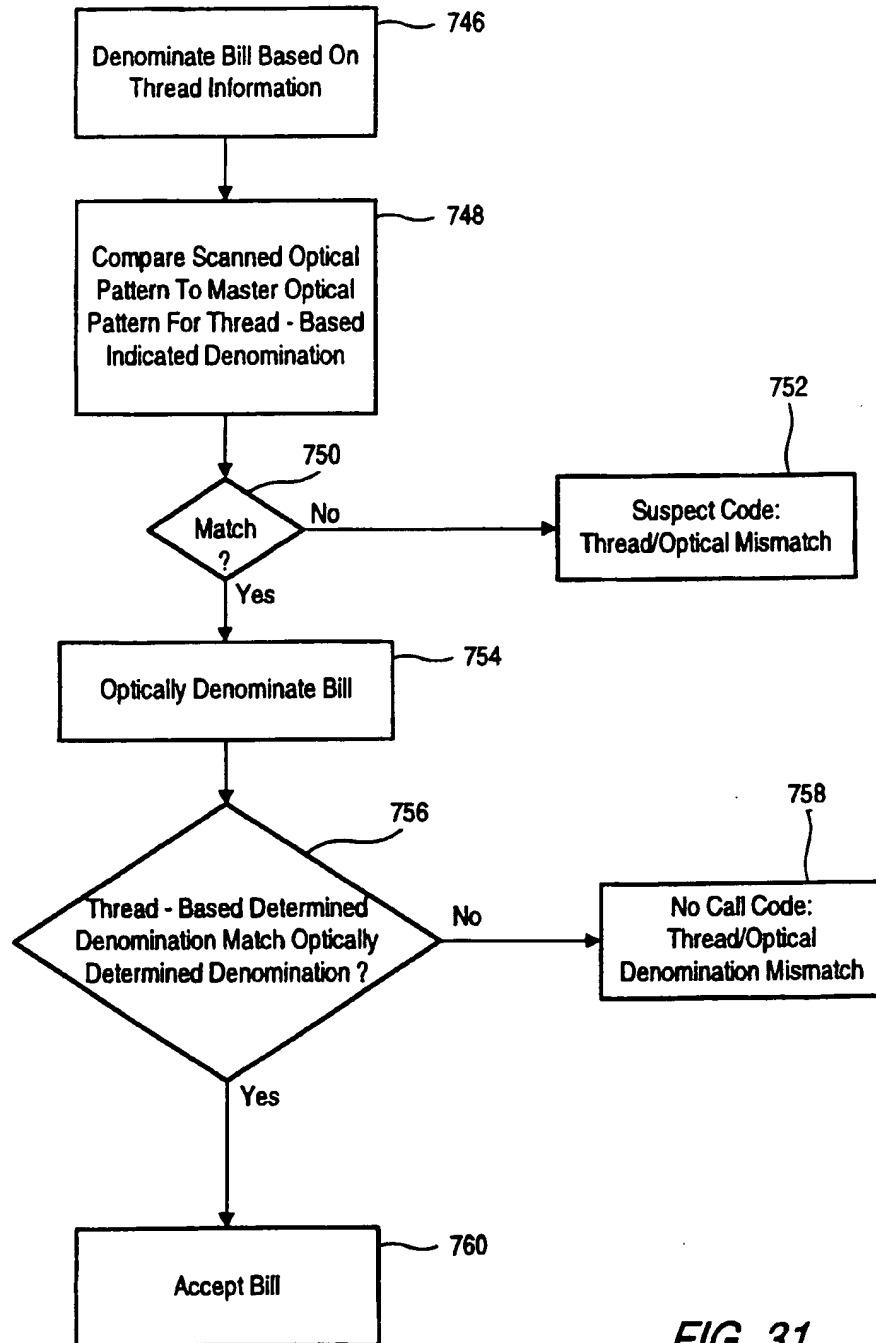 746
Denominate Bill Based On
Thread Information
748
Compare Scanned Optical
Pattern To Master Optical
Pattern For Thread - Based
Indicated Denomination
750
Match
?
No
Yes
752
Suspect Code:
Thread/Optical Mismatch
754
Optically Denominate Bill
756
Thread - Based Determined
Denomination Match Optically
Determined Denomination ?
No
Yes
758
No Call Code:
Thread/Optical
Denomination Mismatch
760
Accept Bill
FIG. 31